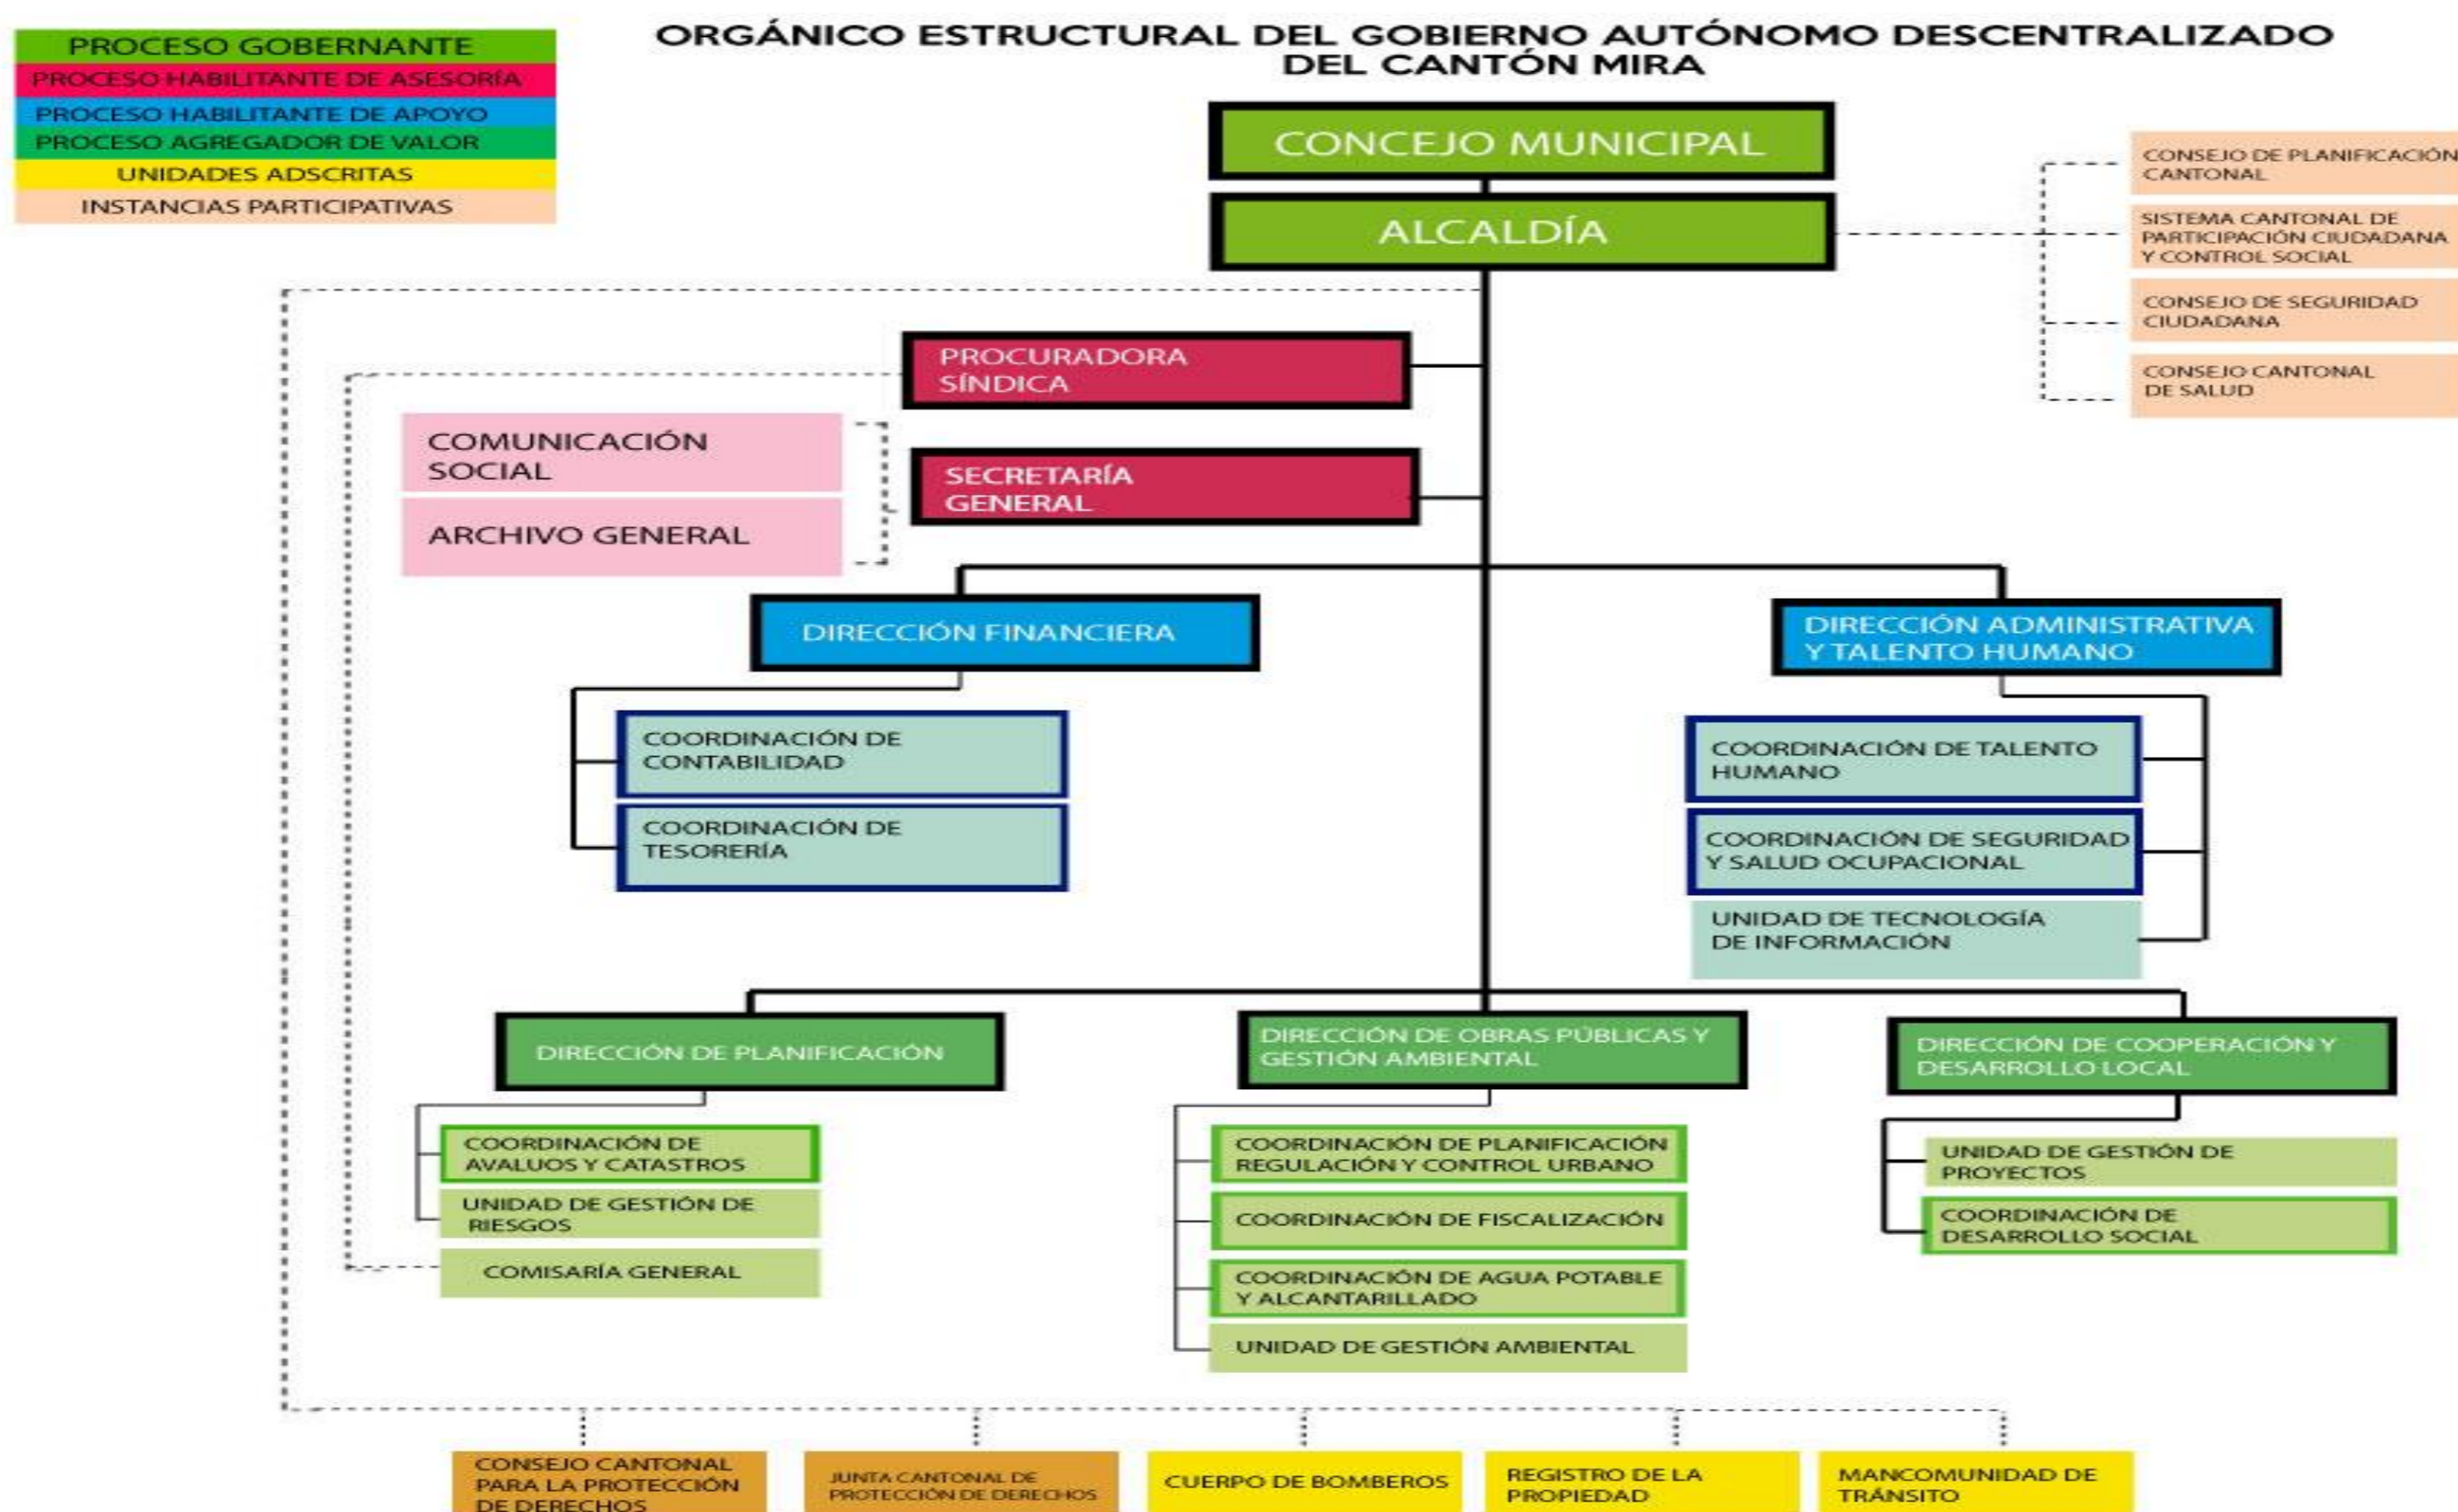 ORGÁNICO ESTRUCTURAL DEL GOBIERNO AUTÓNOMO DESCENTRALIZADO
DEL CANTÓN MIRA
PROCESO GOBERNANTE
PROCESO HABILITANTE DE ASESORÍA
PROCESO HABILITANTE DE APOYO
PROCESO AGREGADOR DE VALOR
UNIDADES ADSCRITAS
INSTANCIAS PARTICIPATIVAS
CONCEJO MUNICIPAL
ALCALDÍA
CONSEJO DE PLANIFICACIÓN
CANTONAL
SISTEMA CANTONAL DE
PARTICIPACIÓN CIUDADANA
Y CONTROL SOCIAL
CONSEJO DE SEGURIDAD
CIUDADANA
CONSEJO CANTONAL
DE SALUD
PROCURADORA
SÍNDICA
COMUNICACIÓN
SOCIAL
ARCHIVO GENERAL
SECRETARÍA
GENERAL
DIRECCIÓN FINANCIERA
DIRECCIÓN ADMINISTRATIVA
Y TALENTO HUMANO
COORDINACIÓN DE
CONTABILIDAD
COORDINACIÓN DE
TESORERÍA
COORDINACIÓN DE TALENTO
HUMANO
COORDINACIÓN DE SEGURIDAD
Y SALUD OCUPACIONAL
UNIDAD DE TECNOLOGÍA
DE INFORMACIÓN
DIRECCIÓN DE PLANIFICACIÓN
DIRECCIÓN DE OBRAS PÚBLICAS Y
GESTIÓN AMBIENTAL
DIRECCIÓN DE COOPERACIÓN Y
DESARROLLO LOCAL
COORDINACIÓN DE
AVALUOS Y CATASTROS
UNIDAD DE GESTIÓN DE
RIESGOS
COMISARÍA GENERAL
COORDINACIÓN DE PLANIFICACIÓN
REGULACIÓN Y CONTROL URBANO
COORDINACIÓN DE FISCALIZACIÓN
COORDINACIÓN DE AGUA POTABLE
Y ALCANTARILLADO
UNIDAD DE GESTIÓN AMBIENTAL
UNIDAD DE GESTIÓN DE
PROYECTOS
COORDINACIÓN DE
DESARROLLO SOCIAL
CONSEJO CANTONAL
PARA LA PROTECCIÓN
DE DERECHOS
JUNTA CANTONAL DE
PROTECCIÓN DE DERECHOS
CUERPO DE BOMBEROS
REGISTRO DE LA
PROPIEDAD
MANCOMUNIDAD DE
TRÁNSITO